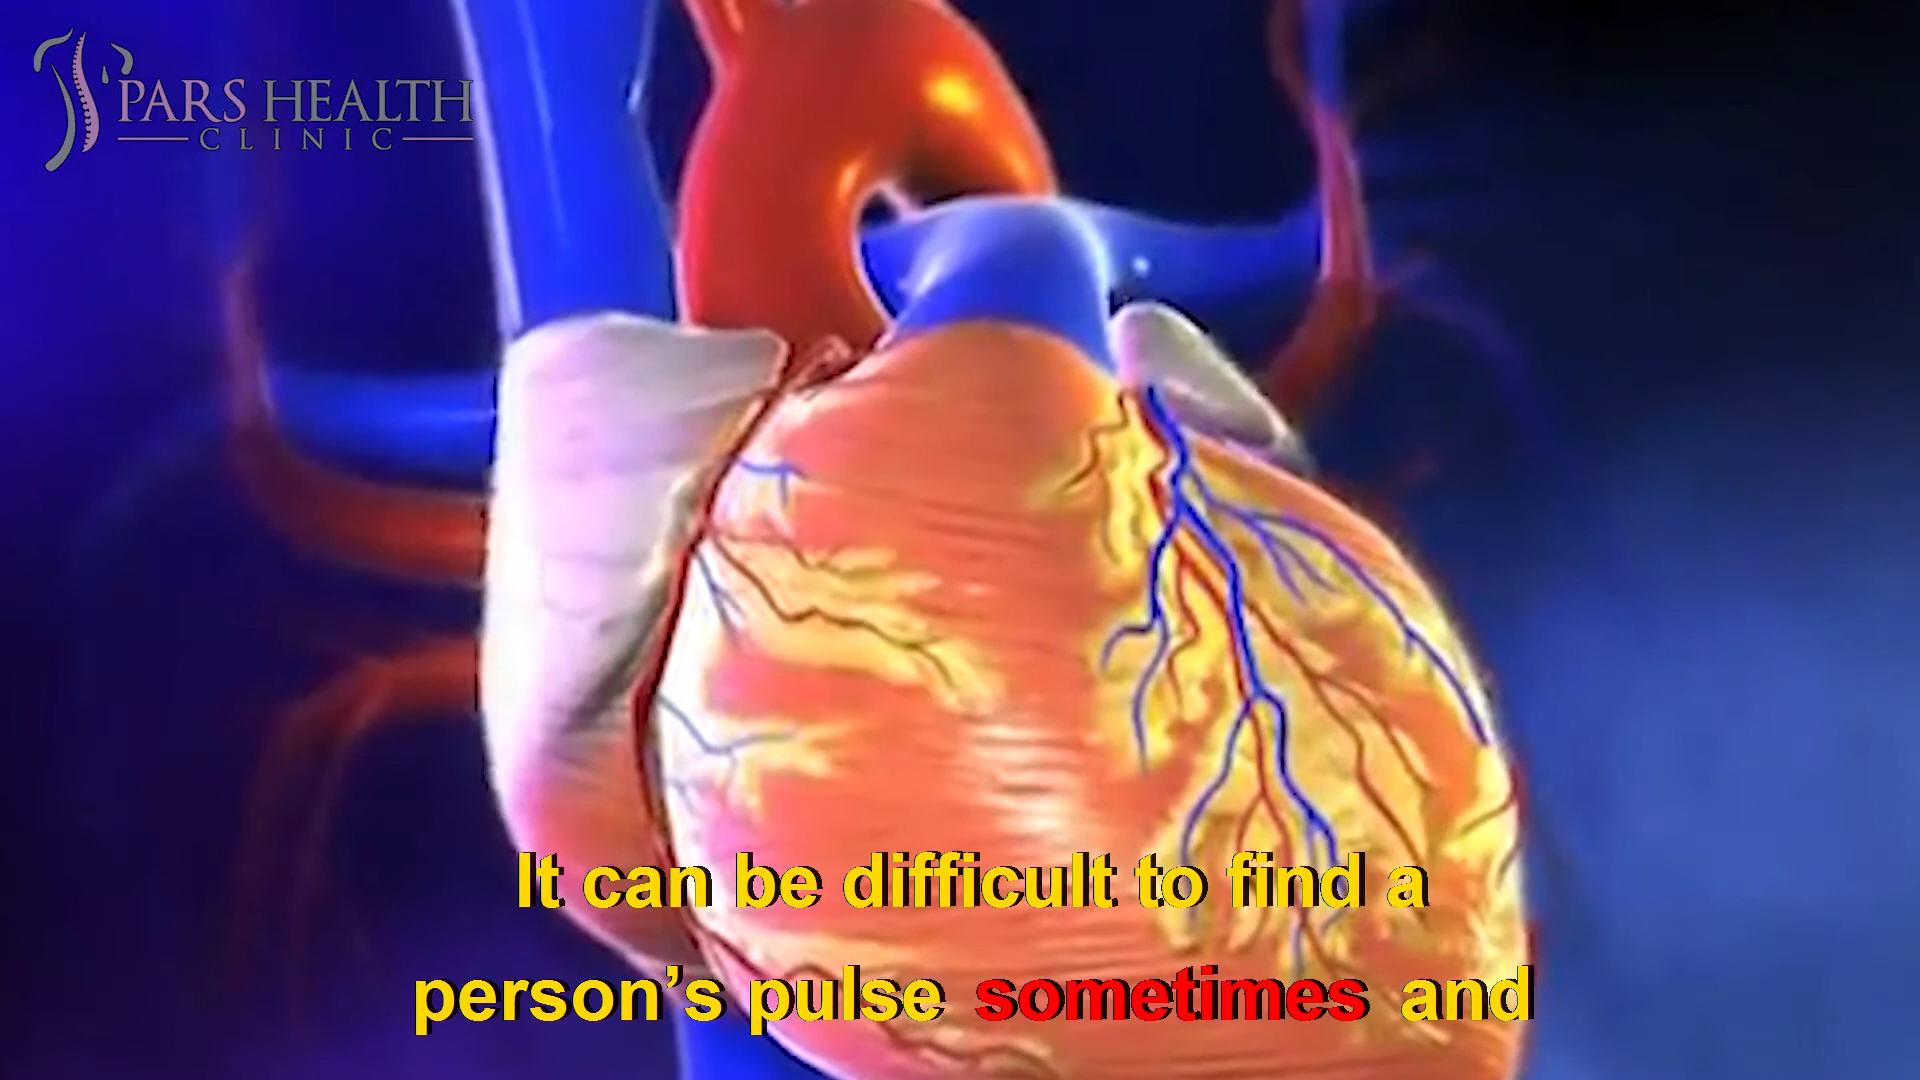 PARS HEALTH
CLINIC
It can be difficult to find a
person’s pulse sometimes and